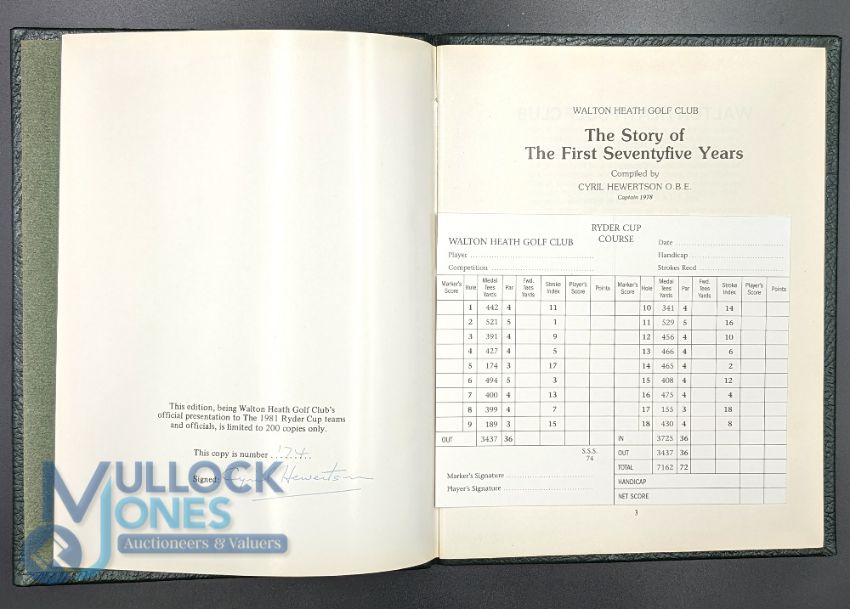 This edition, being Walton Heath Golf Club's
official presentation to The 1981 Ryder Cup teams
and officials, is limited to 200 copies only.
This copy is number 174
Signed: Cyril Hewertson
MULLOCK
JONES
Auctioneers & Valuers
WALTON HEATH GOLF CLUB
The Story of
The First Seventyfive Years
Compiled by
CYRIL HEWERTSON O.B.E.
Captain 1978
RYDER CUP
COURSE
WALTON HEATH GOLF CLUB
Date
Player
Handicap
Competition
Strokes Recd
Marker's Score Hole Medal Tees Yards Par Fwd. Tees Yards Stroke Index Player's Score Points Marker's Score Hole Medal Tees Yards Par Fwd. Tees Yards Stroke Index Player's Score Points
1 442 4 11 10 341 4 14
2 521 5 1 11 529 5 16
3 391 4 9 12 456 4 10
4 427 4 5 13 466 4 6
5 174 3 17 14 465 4 2
6 494 5 3 15 408 4 12
7 400 4 13 16 475 4 4
8 399 4 7 17 155 3 18
9 189 3 15 18 430 4 8
OUT 3437 36 IN 3725 36
S.S.S. 74
OUT 3437 36
TOTAL 7162 72
Marker's Signature
HANDICAP
Player's Signature
NET SCORE
3